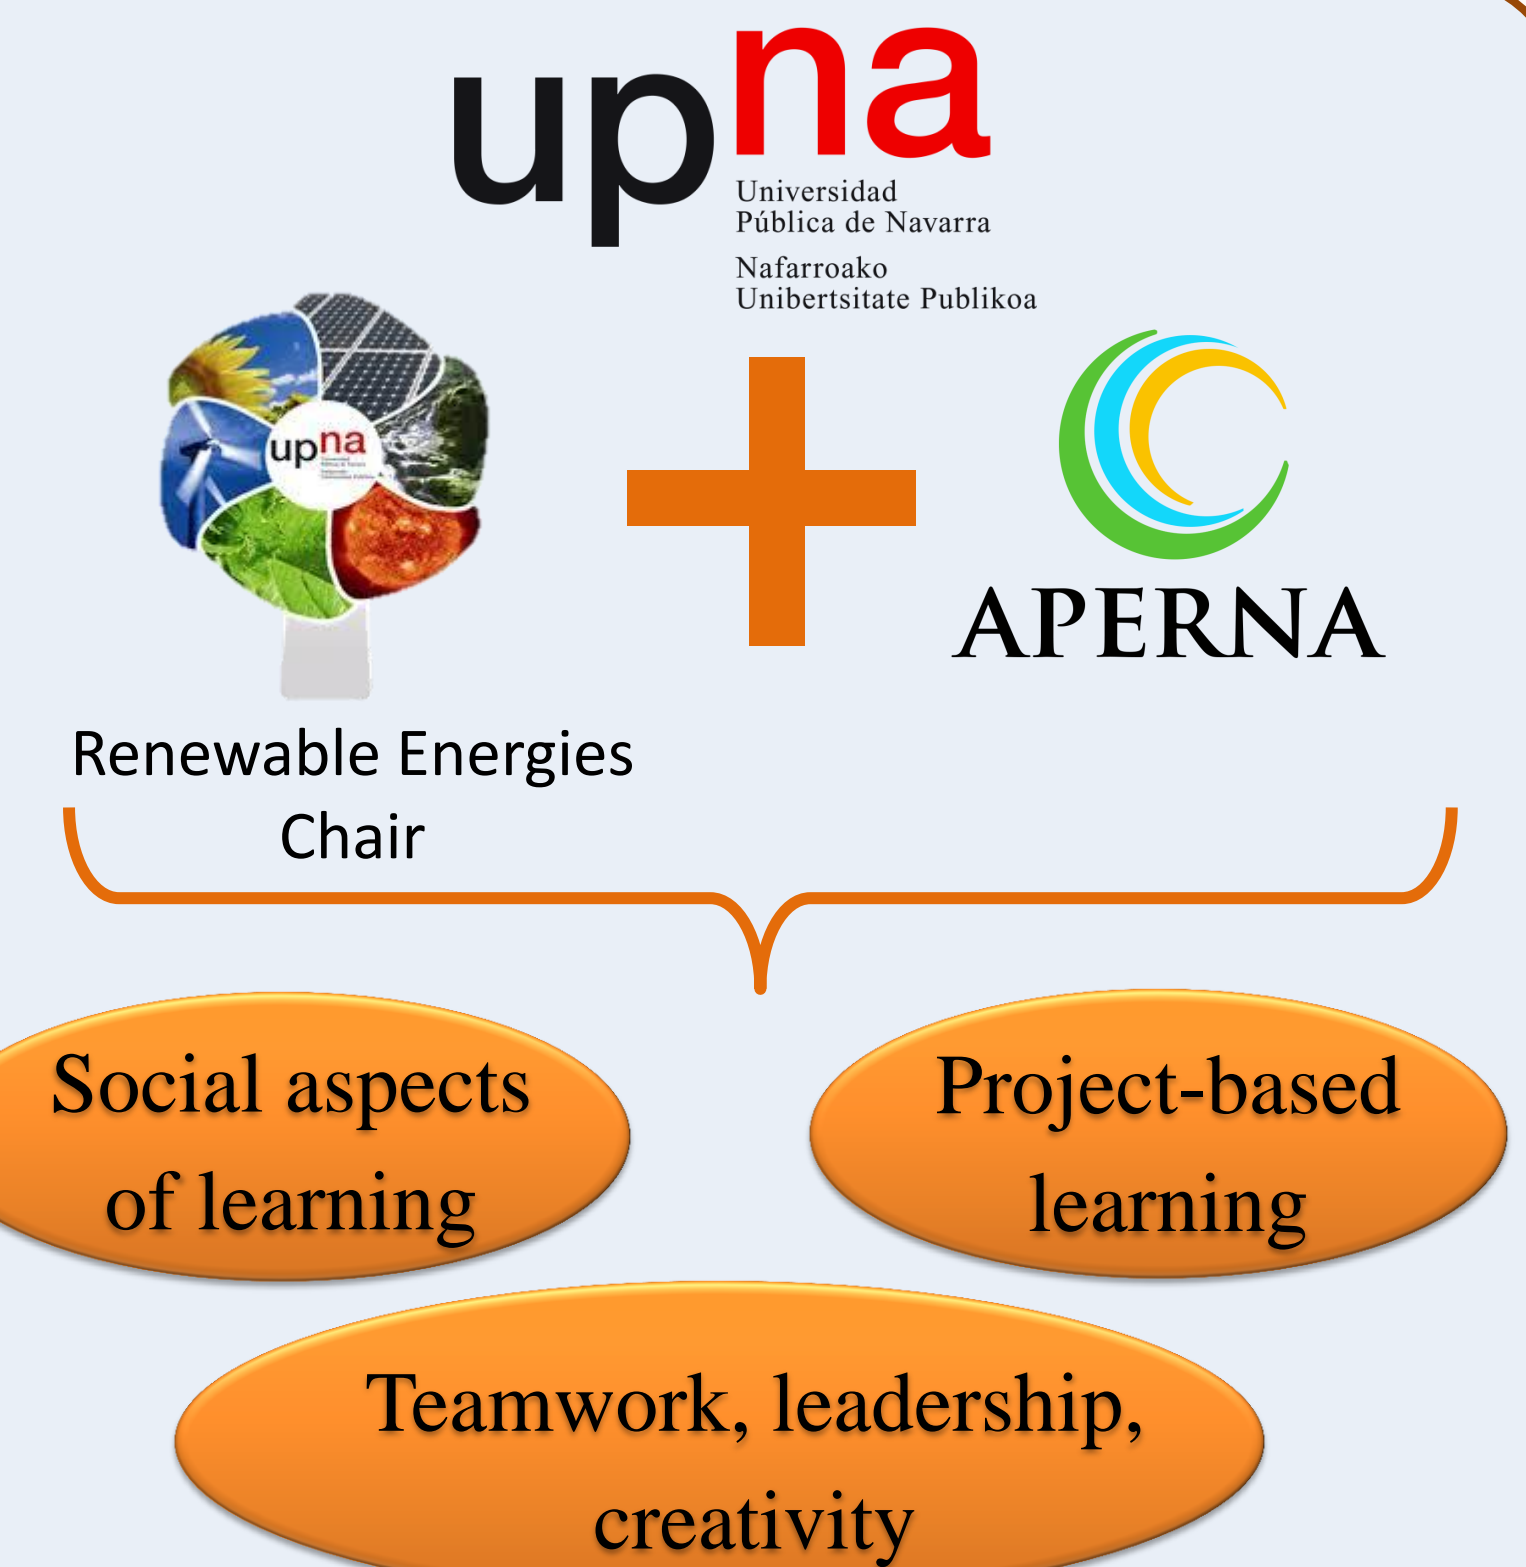 upna
Universidad
Pública de Navarra
Nafarroako
Unibertsitate Publikoa
upna
APERNA
Renewable Energies
Chair
Social aspects
of learning
Project-based
learning
Teamwork, leadership,
creativity